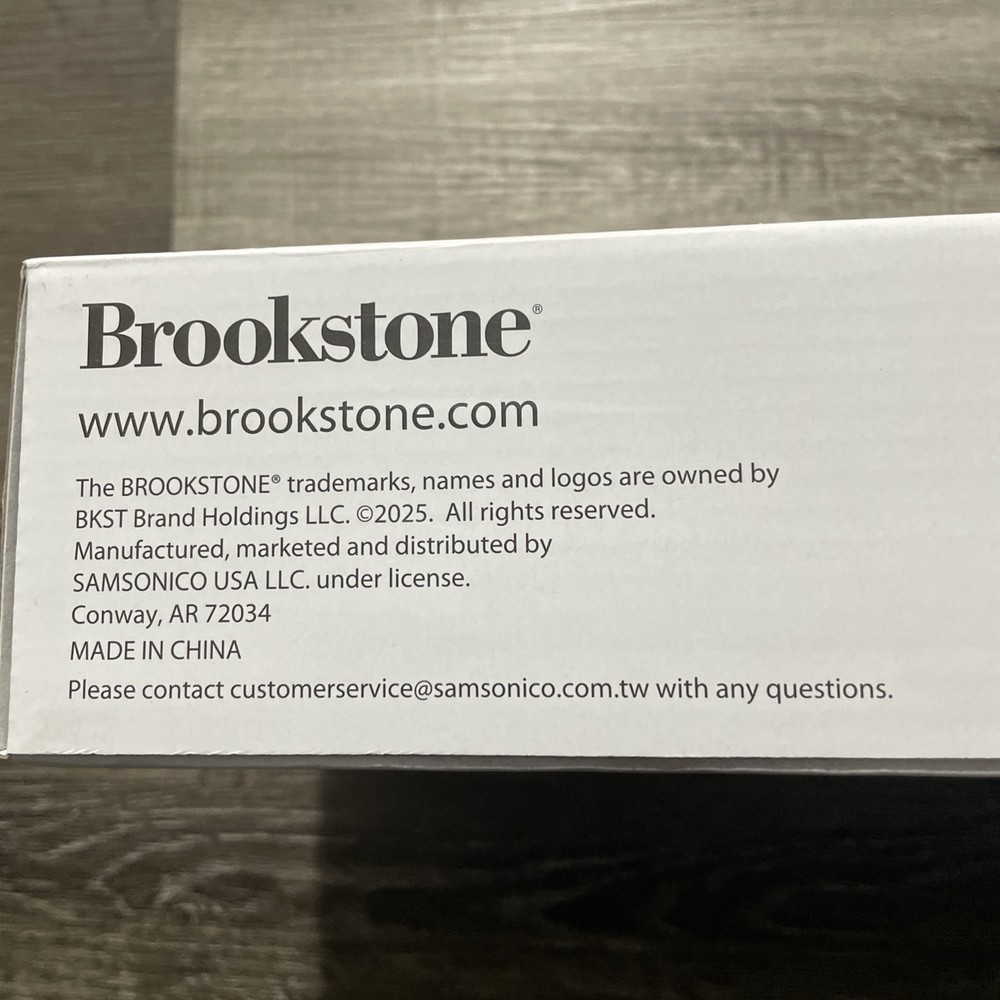 Brookstone®
www.brookstone.com
The BROOKSTONE® trademarks, names and logos are owned by
BKST Brand Holdings LLC. ©2025. All rights reserved.
Manufactured, marketed and distributed by
SAMSONICO USA LLC. under license.
Conway, AR 72034
MADE IN CHINA
Please contact customerservice@samsonico.com.tw with any questions.